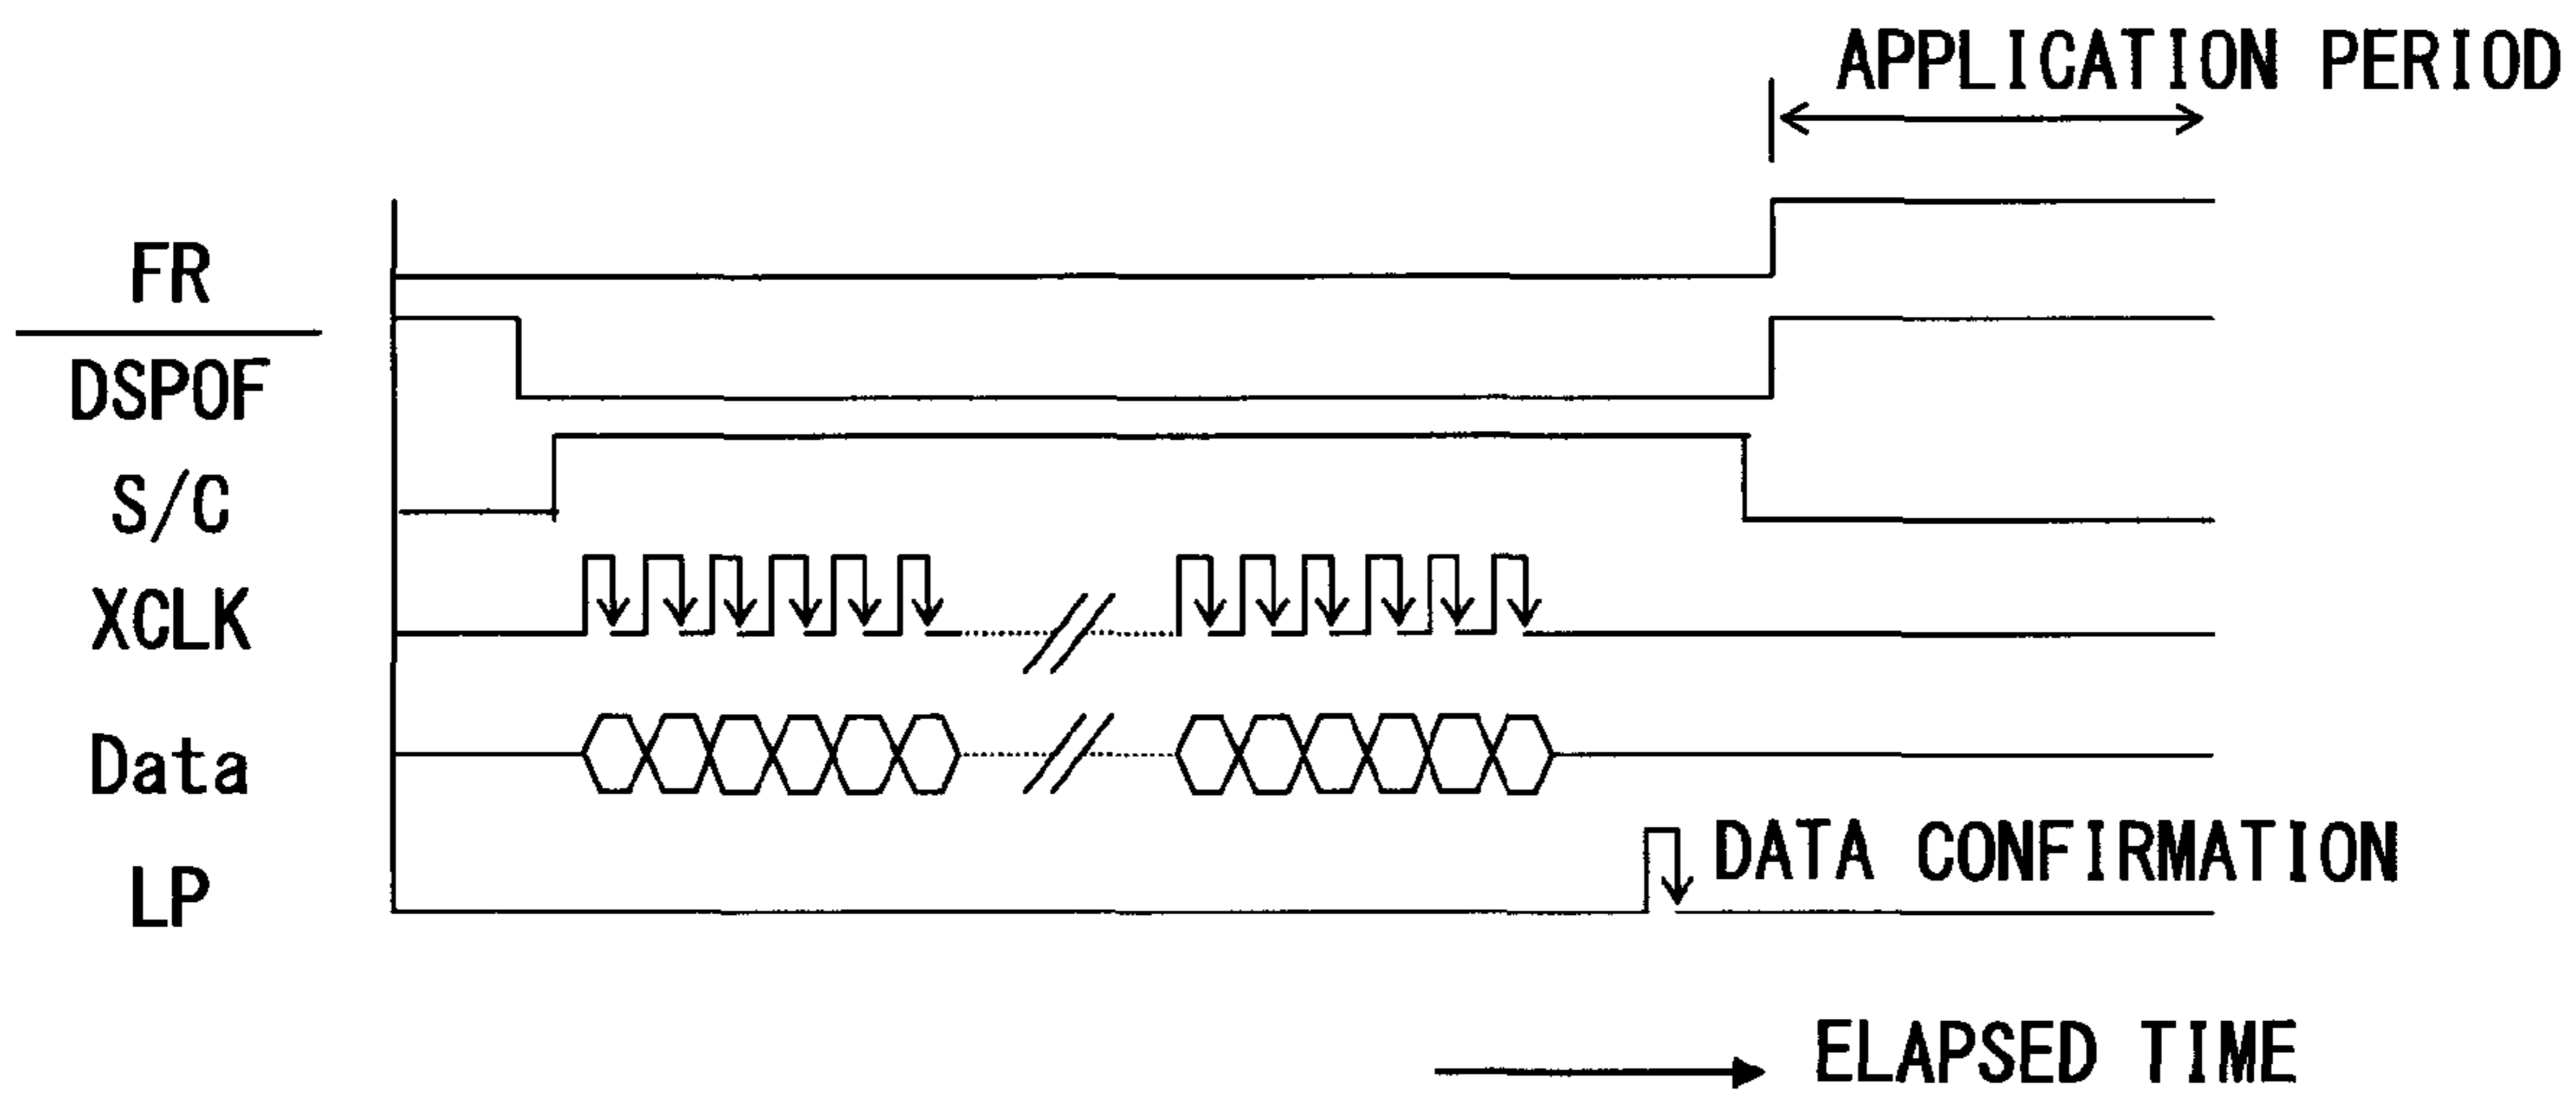 APPLICATION PERIOD
FR
DSPOF
S/C
XCLK
Data
DATA CONFIRMATION
LP
ELAPSED TIME